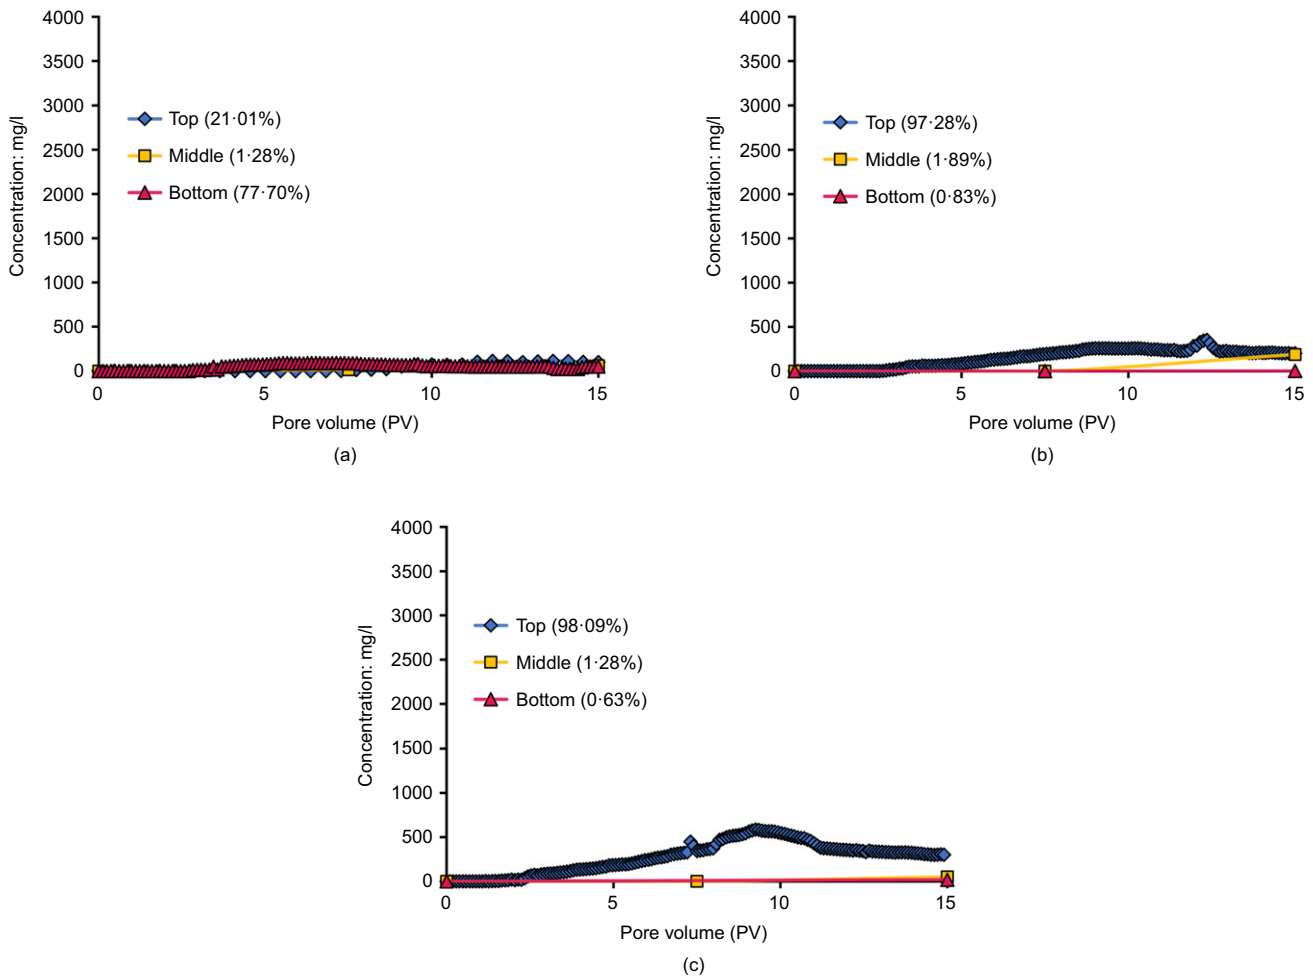 4000
3500
3000
2500
2000
1500
1000
500
0
Concentration: mg/l
Top (21·01%)
Middle (1·28%)
Bottom (77·70%)
0 5 10 15
Pore volume (PV)
(a)
4000
3500
3000
2500
2000
1500
1000
500
0
Concentration: mg/l
Top (97·28%)
Middle (1·89%)
Bottom (0·83%)
0 5 10 15
Pore volume (PV)
(b)
4000
3500
3000
2500
2000
1500
1000
500
0
Concentration: mg/l
Top (98·09%)
Middle (1·28%)
Bottom (0·63%)
0 5 10 15
Pore volume (PV)
(c)